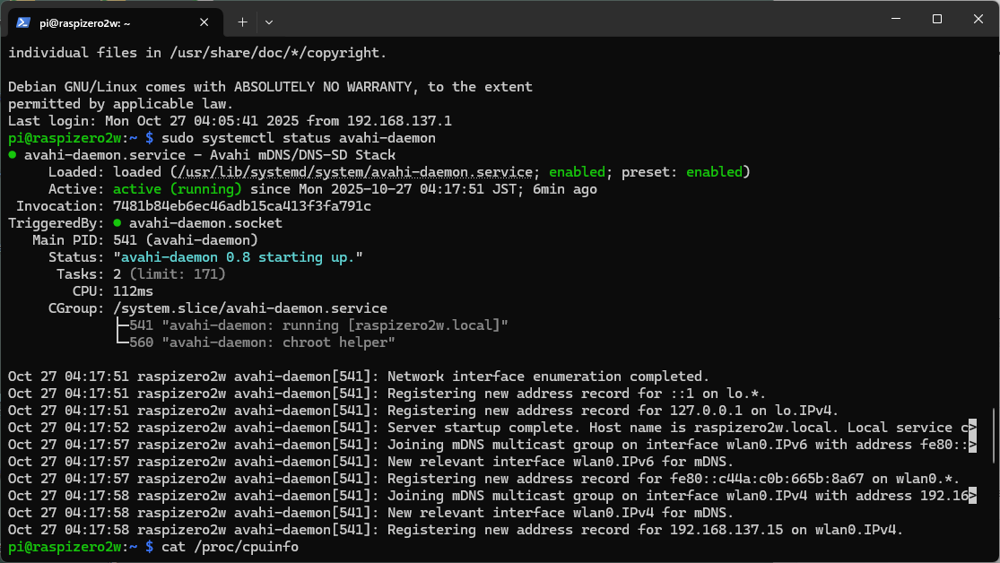 pi@raspizero2w: ~
individual files in /usr/share/doc/*/copyright.
Debian GNU/Linux comes with ABSOLUTELY NO WARRANTY, to the extent
permitted by applicable law.
Last login: Mon Oct 27 04:05:41 2025 from 192.168.137.1
pi@raspizero2w:~ $ sudo systemctl status avahi-daemon
● avahi-daemon.service - Avahi mDNS/DNS-SD Stack
     Loaded: loaded (/usr/lib/systemd/system/avahi-daemon.service; enabled; preset: enabled)
     Active: active (running) since Mon 2025-10-27 04:17:51 JST; 6min ago
 Invocation: 7481b84eb6ec46adb15ca413f3fa791c
TriggeredBy: ● avahi-daemon.socket
   Main PID: 541 (avahi-daemon)
     Status: "avahi-daemon 0.8 starting up."
      Tasks: 2 (limit: 171)
        CPU: 112ms
     CGroup: /system.slice/avahi-daemon.service
             ├─541 "avahi-daemon: running [raspizero2w.local]"
             └─560 "avahi-daemon: chroot helper"
Oct 27 04:17:51 raspizero2w avahi-daemon[541]: Network interface enumeration completed.
Oct 27 04:17:51 raspizero2w avahi-daemon[541]: Registering new address record for ::1 on lo.*.
Oct 27 04:17:51 raspizero2w avahi-daemon[541]: Registering new address record for 127.0.0.1 on lo.IPv4.
Oct 27 04:17:52 raspizero2w avahi-daemon[541]: Server startup complete. Host name is raspizero2w.local. Local service c>
Oct 27 04:17:57 raspizero2w avahi-daemon[541]: Joining mDNS multicast group on interface wlan0.IPv6 with address fe80::>
Oct 27 04:17:57 raspizero2w avahi-daemon[541]: New relevant interface wlan0.IPv6 for mDNS.
Oct 27 04:17:57 raspizero2w avahi-daemon[541]: Registering new address record for fe80::c44a:c0b:665b:8a67 on wlan0.*.
Oct 27 04:17:58 raspizero2w avahi-daemon[541]: Joining mDNS multicast group on interface wlan0.IPv4 with address 192.16>
Oct 27 04:17:58 raspizero2w avahi-daemon[541]: New relevant interface wlan0.IPv4 for mDNS.
Oct 27 04:17:58 raspizero2w avahi-daemon[541]: Registering new address record for 192.168.137.15 on wlan0.IPv4.
pi@raspizero2w:~ $ cat /proc/cpuinfo